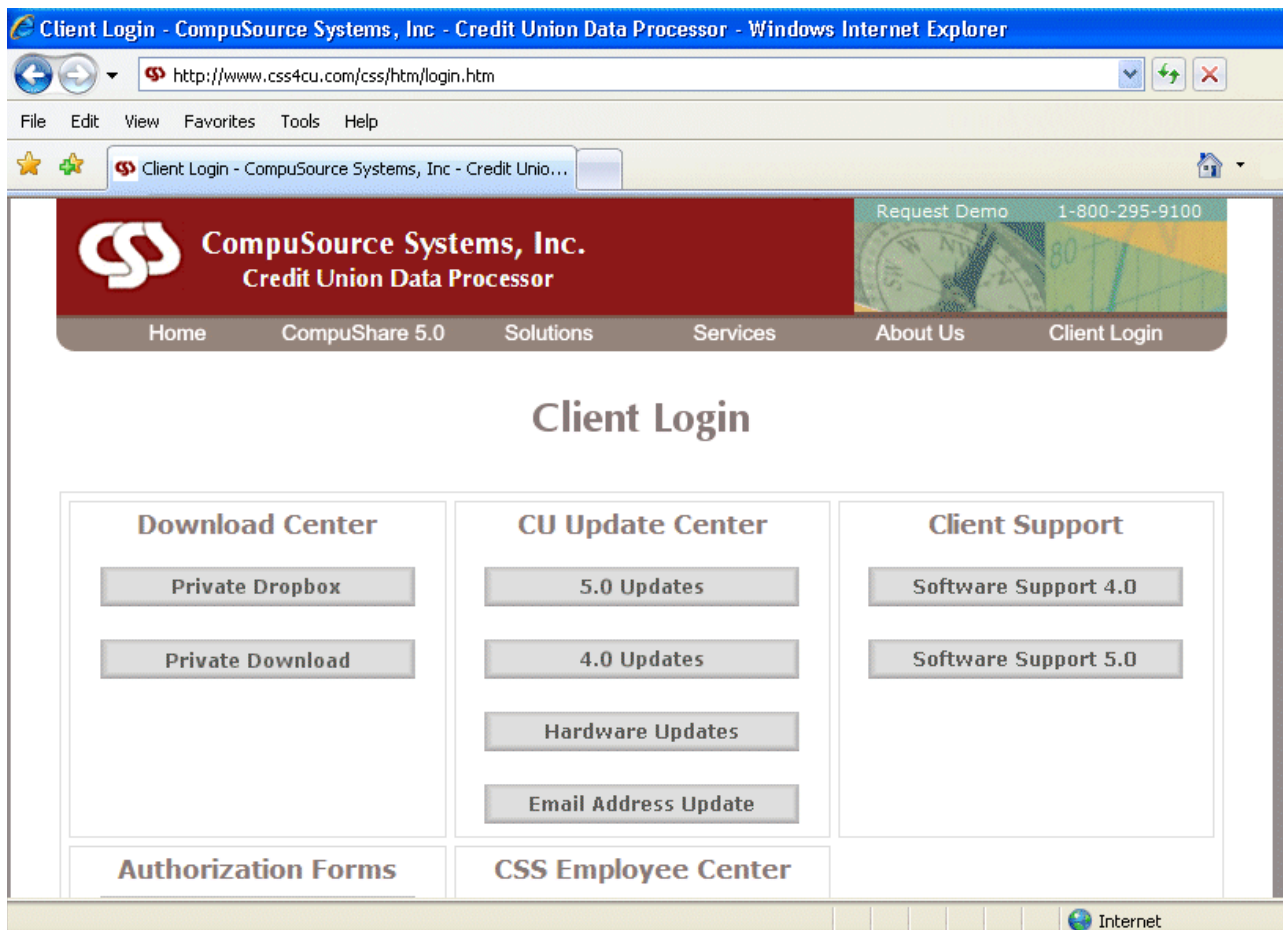 Client Login - CompuSource Systems, Inc - Credit Union Data Processor - Windows Internet Explorer
http://www.css4cu.com/css/htm/login.htm
File Edit View Favorites Tools Help
Client Login - CompuSource Systems, Inc - Credit Unio...
Request Demo 1-800-295-9100
CSS CompuSource Systems, Inc.
Credit Union Data Processor
NW
N
W
SW
80
Home CompuShare 5.0 Solutions Services About Us Client Login
Client Login
Download Center
Private Dropbox
Private Download
CU Update Center
5.0 Updates
4.0 Updates
Hardware Updates
Email Address Update
Client Support
Software Support 4.0
Software Support 5.0
Authorization Forms
CSS Employee Center
Internet